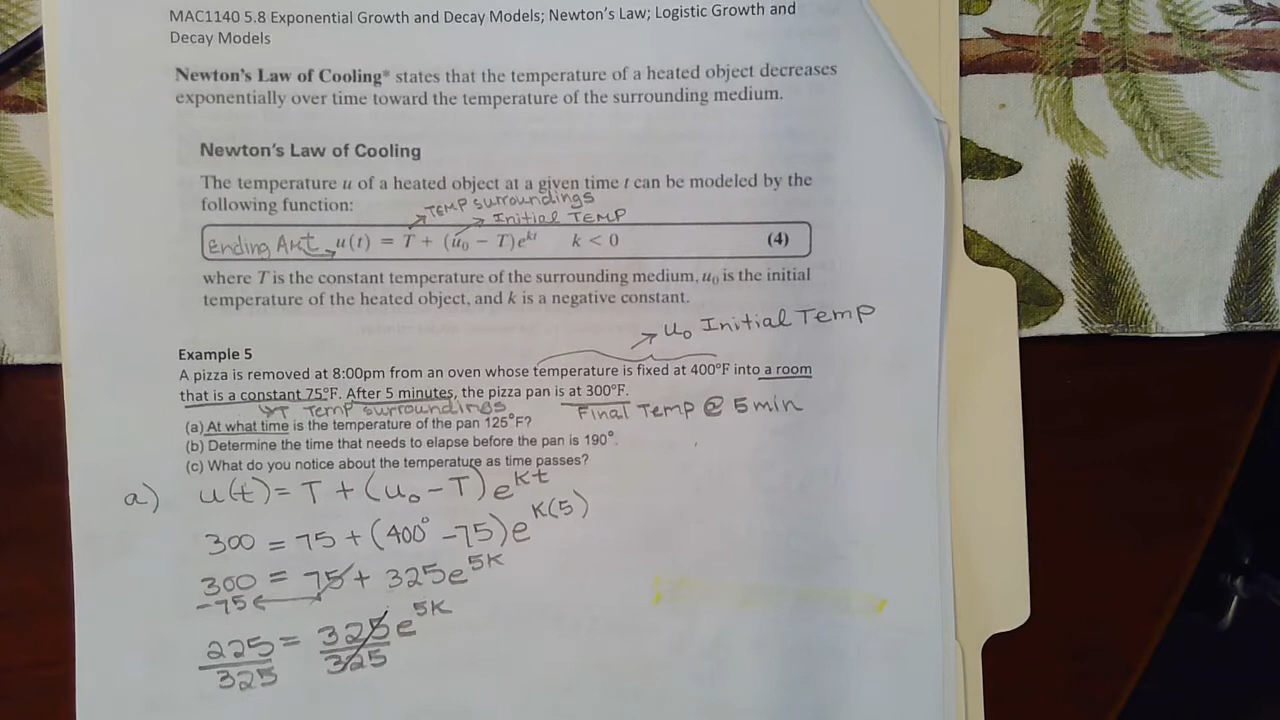 MAC1140 5.8 Exponential Growth and Decay Models; Newton's Law; Logistic Growth and
Decay Models
Newton's Law of Cooling* states that the temperature of a heated object decreases
exponentially over time toward the temperature of the surrounding medium.
Newton's Law of Cooling
The temperature u of a heated object at a given time t can be modeled by the
following function:
TEMP surroundings
Initial TEMP
Ending AMt u(t) = T + (u₀ − T)e^{kt} k < 0 (4)
where T is the constant temperature of the surrounding medium, u₀ is the initial
temperature of the heated object, and k is a negative constant.
u₀ Initial Temp
Example 5
A pizza is removed at 8:00pm from an oven whose temperature is fixed at 400°F into a room
that is a constant 75°F. After 5 minutes, the pizza pan is at 300°F.
T Temp surroundings
Final Temp @ 5min
(a) At what time is the temperature of the pan 125°F?
(b) Determine the time that needs to elapse before the pan is 190°.
(c) What do you notice about the temperature as time passes?
a) u(t) = T + (u₀ − T) e^{kt}
300 = 75 + (400° − 75) e^{k(5)}
300 = 75 + 325e^{5k}
−75
225 = 325 e^{5k}
325 325